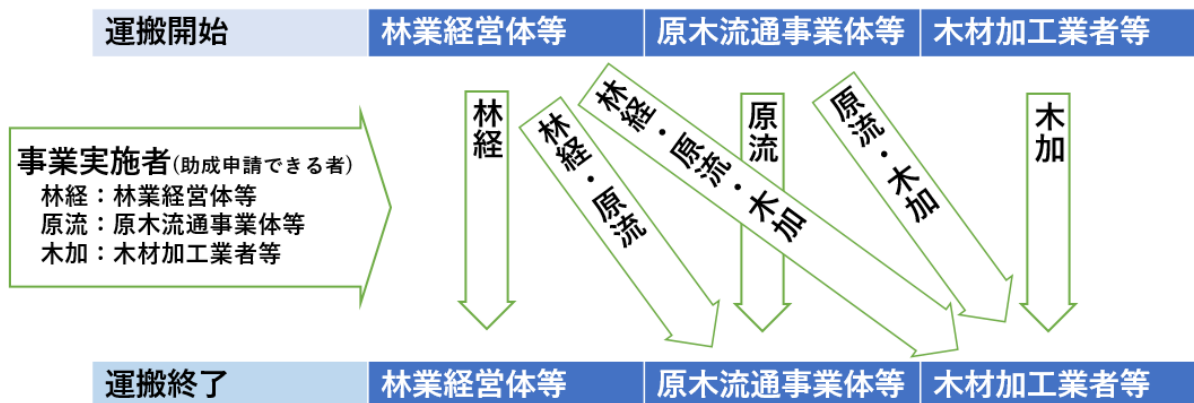 運搬開始
林業経営体等
原木流通事業体等
木材加工業者等
事業実施者(助成申請できる者)
林経：林業経営体等
原流：原木流通事業体等
木加：木材加工業者等
林経
林経・原流
林経・原流・木加
原流
原流・木加
木加
運搬終了
林業経営体等
原木流通事業体等
木材加工業者等